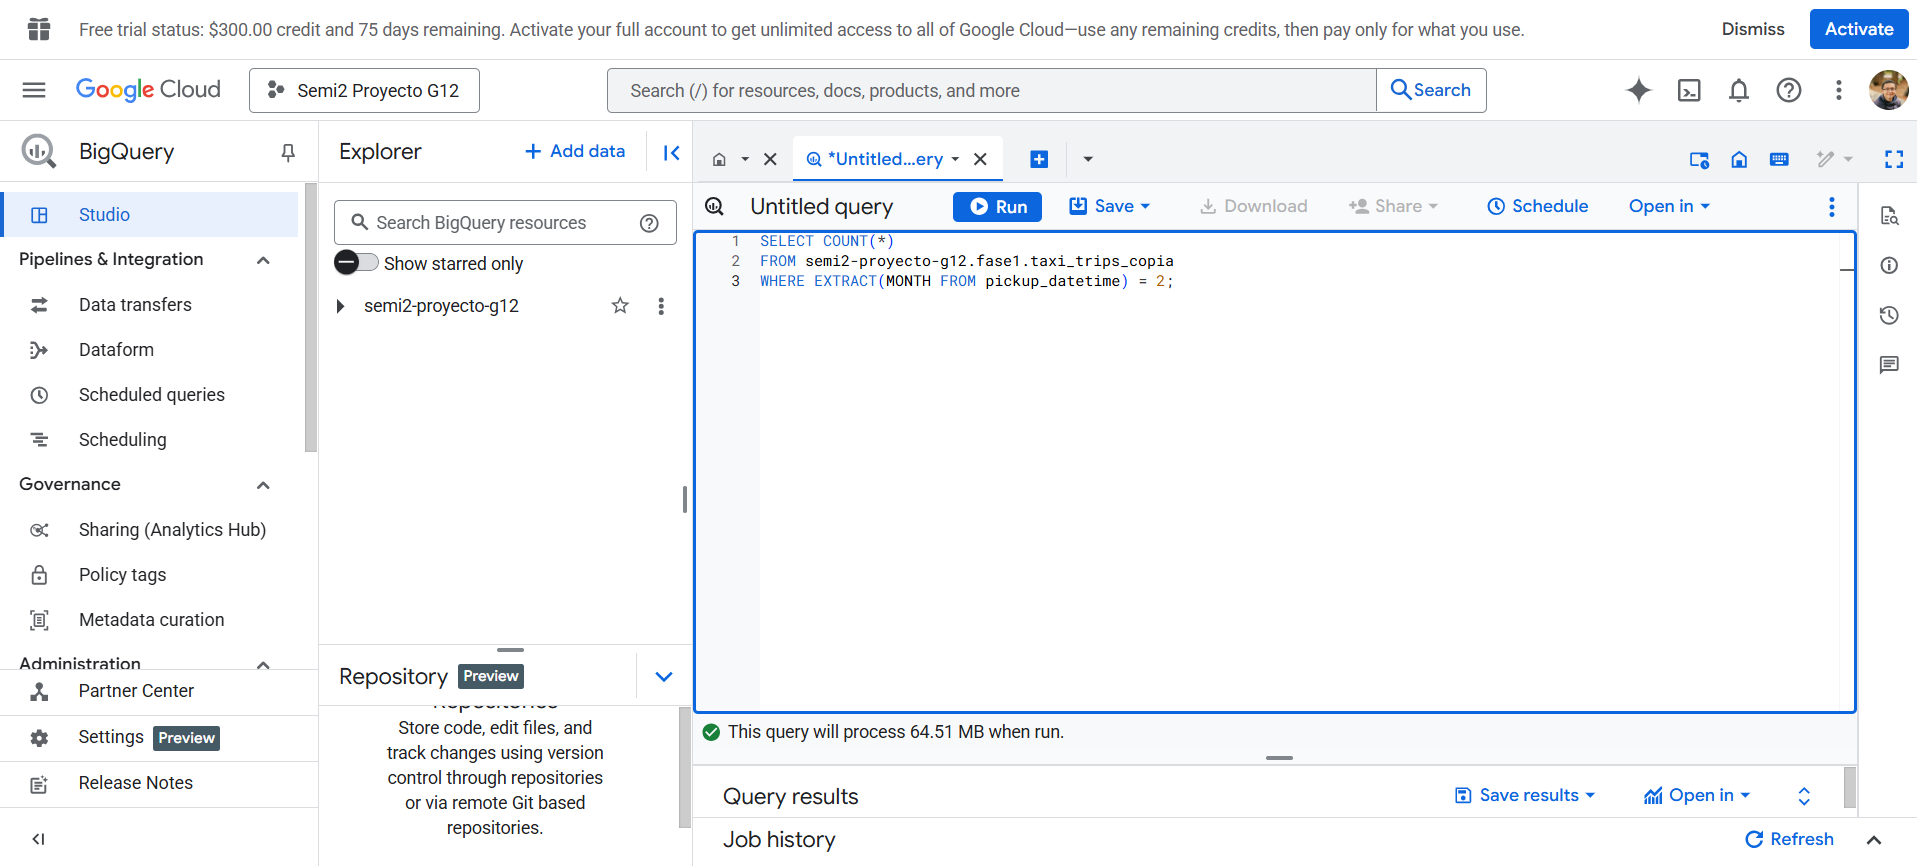 Free trial status: $300.00 credit and 75 days remaining. Activate your full account to get unlimited access to all of Google Cloud—use any remaining credits, then pay only for what you use.
Dismiss
Activate
Google Cloud
Semi2 Proyecto G12
Search (/) for resources, docs, products, and more
Search
BigQuery
Studio
Pipelines & Integration
Data transfers
Dataform
Scheduled queries
Scheduling
Governance
Sharing (Analytics Hub)
Policy tags
Metadata curation
Administration
Partner Center
Settings Preview
Release Notes
Explorer
Add data
Search BigQuery resources
Show starred only
semi2-proyecto-g12
Repository Preview
Repositories
Store code, edit files, and
track changes using version
control through repositories
or via remote Git based
repositories.
*Untitled...ery
Untitled query
Run
Save
Download
Share
Schedule
Open in
1 SELECT COUNT(*)
2 FROM semi2-proyecto-g12.fase1.taxi_trips_copia
3 WHERE EXTRACT(MONTH FROM pickup_datetime) = 2;
This query will process 64.51 MB when run.
Query results
Save results
Open in
Job history
Refresh